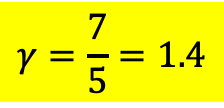 γ = 7/5 = 1.4